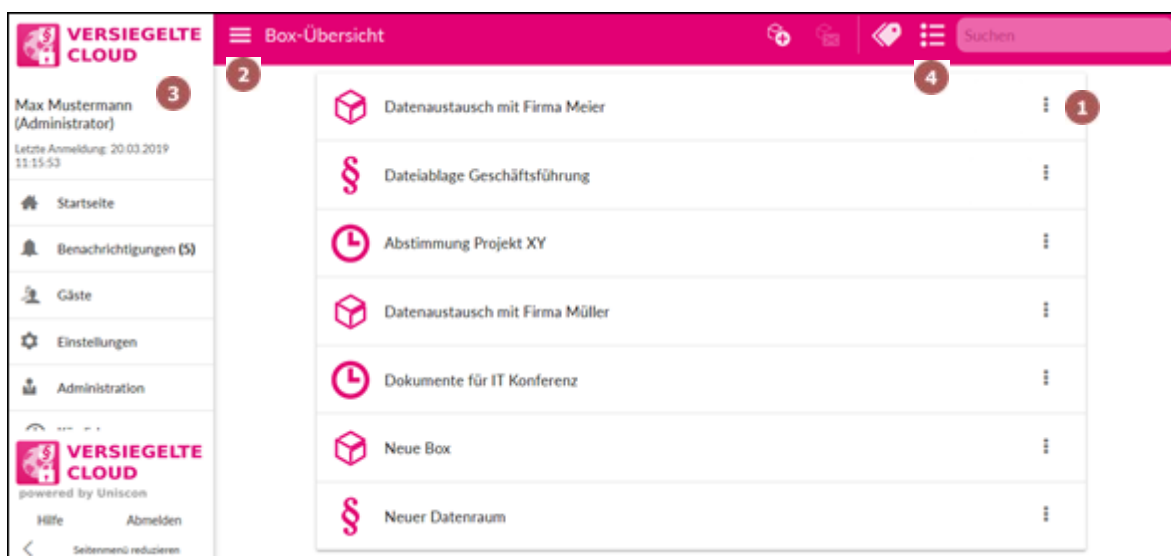 VERSIEGELTE
CLOUD
3
Max Mustermann
(Administrator)
Letzte Anmeldung: 20.03.2019
11:15:53
Startseite
Benachrichtigungen (5)
Gäste
Einstellungen
Administration
VERSIEGELTE
CLOUD
powered by Uniscon
Hilfe Abmelden
Seitenmenü reduzieren
Box-Übersicht Suchen
2 4
Datenaustausch mit Firma Meier 1
§ Dateiablage Geschäftsführung
Abstimmung Projekt XY
Datenaustausch mit Firma Müller
Dokumente für IT Konferenz
Neue Box
§ Neuer Datenraum